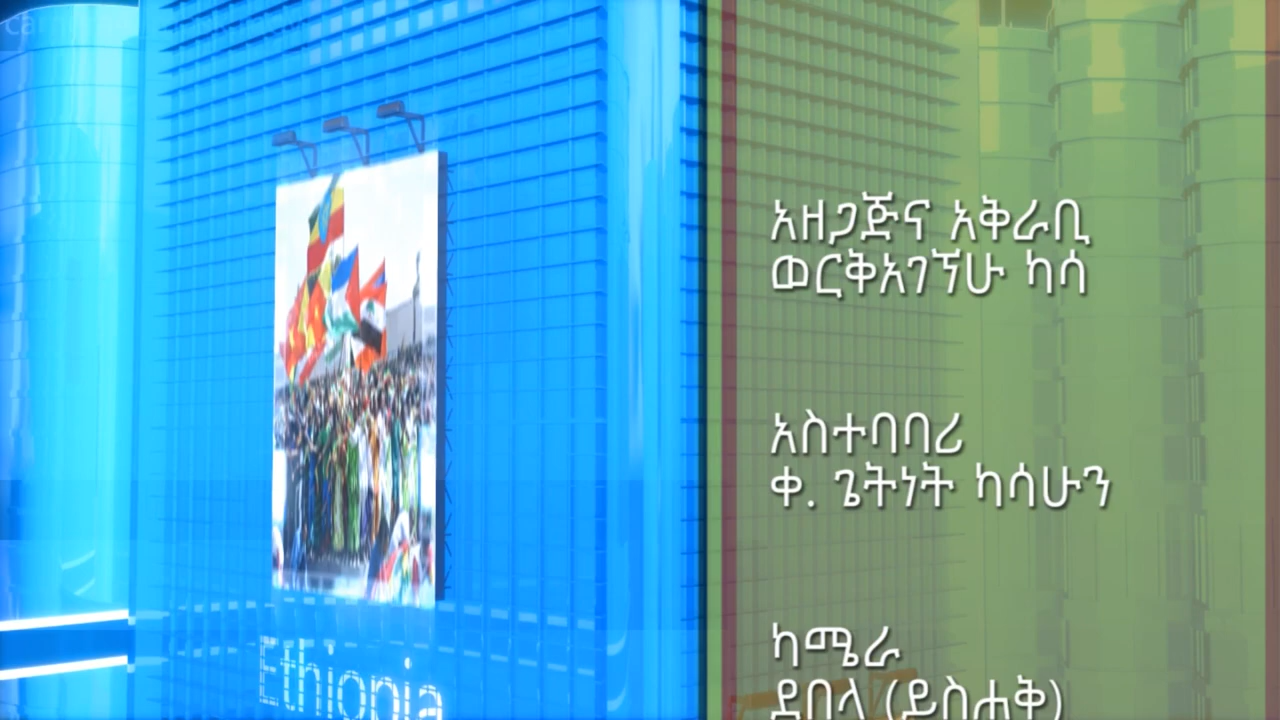 Ethiopia
አዘጋጅና አቅራቢ
ወርቅአገኘሁ ካሳ
አስተባባሪ
ቀ. ጌትነት ካሳሁን
ካሜራ
ደበላ (ይስሐቅ)